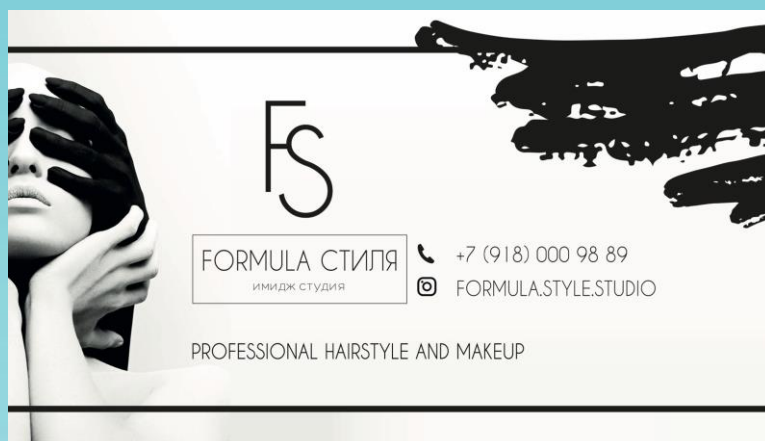 FS
FORMULA СТИЛЯ
имидж студия
+7 (918) 000 98 89
FORMULA.STYLE.STUDIO
PROFESSIONAL HAIRSTYLE AND MAKEUP